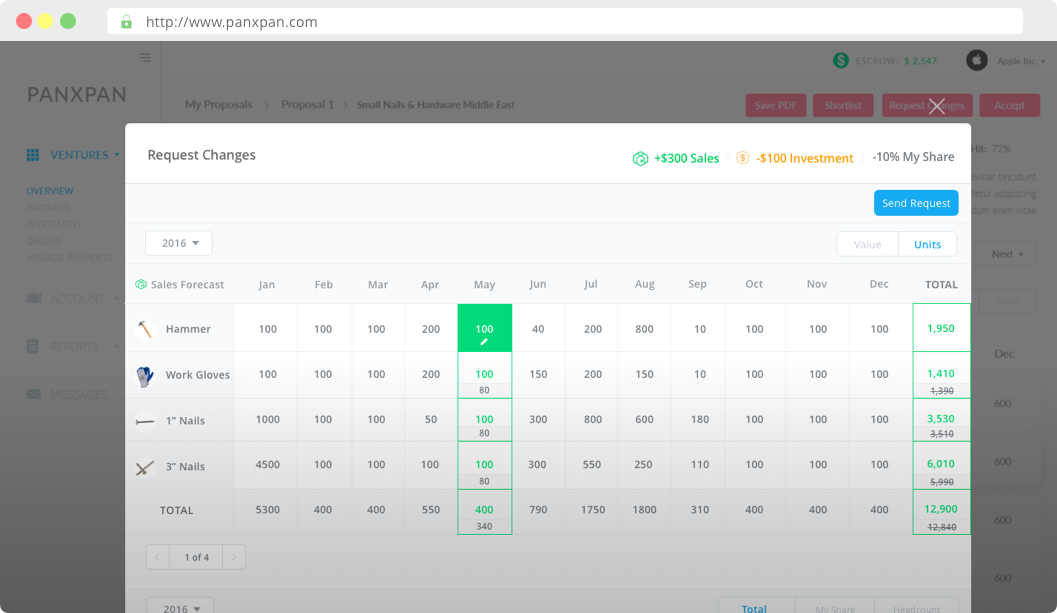 http://www.panxpan.com
ESCROW: $ 2,547
Apple Inc.
PANXPAN
My Proposals > Proposal 1 > Small Nails & Hardware Middle East
Save PDF
Shortlist
Request Changes
Accept
Request Changes
+$300 Sales
-$100 Investment
-10% My Share
Hit: 72%
VENTURES
OVERVIEW
PARTNERS
INVESTMENT
ORDERS
MANAGE PAYMENTS
ACCOUNT
REPORTS
MESSAGES
lvinar tincidunt
tetur adipiscing
dum enim vitae
Send Request
2016
Value
Units
Next
Units
Sales Forecast Jan Feb Mar Apr May Jun Jul Aug Sep Oct Nov Dec TOTAL
Hammer 100 100 100 200 100 40 200 800 10 100 100 100 1,950
Work Gloves 100 100 100 200 100 150 200 150 10 100 100 100 1,410
80 1,390
1” Nails 1000 100 100 50 100 300 800 600 180 100 100 100 3,530
80 3,510
3” Nails 4500 100 100 100 100 300 550 250 110 100 100 100 6,010
80 5,990
TOTAL 5300 400 400 550 400 790 1750 1800 310 400 400 400 12,900
340 12,840
Dec
600
600
600
600
1 of 4
2016
Total
My Share
Headcount